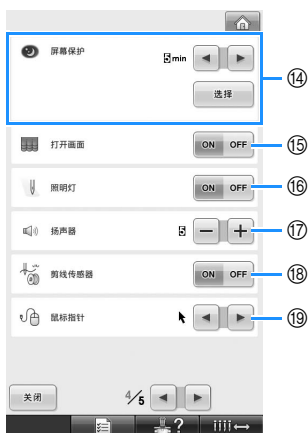 屏幕保护 5 min ⑭
选择
打开画面 ON OFF ⑮
照明灯 ON OFF ⑯
扬声器 5 − + ⑰
剪线传感器 ON OFF ⑱
鼠标指针 ⑲
关闭 4/5
?